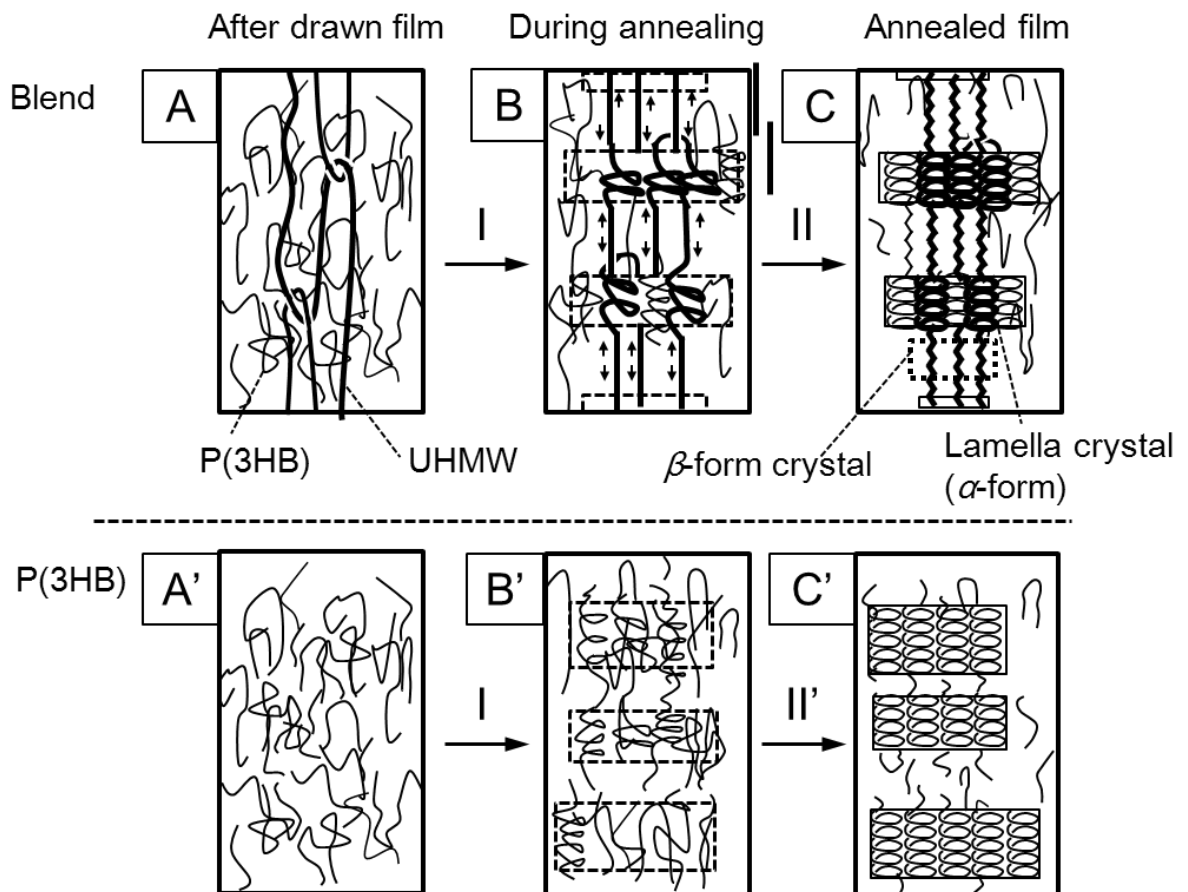 After drawn film
During annealing
Annealed film
Blend
A
B
C
I
II
P(3HB)
UHMW
β-form crystal
Lamella crystal
(α-form)
P(3HB)
A'
B'
C'
I
II'